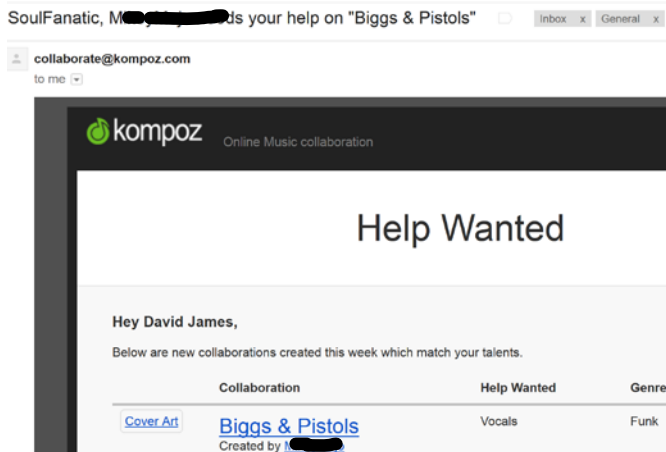 SoulFanatic, your help on "Biggs & Pistols" Inbox x General x
collaborate@kompoz.com
to me
kompoz Online Music collaboration
Help Wanted
Hey David James,
Below are new collaborations created this week which match your talents.
Collaboration Help Wanted Genre
Cover Art Biggs & Pistols Vocals Funk
Created by